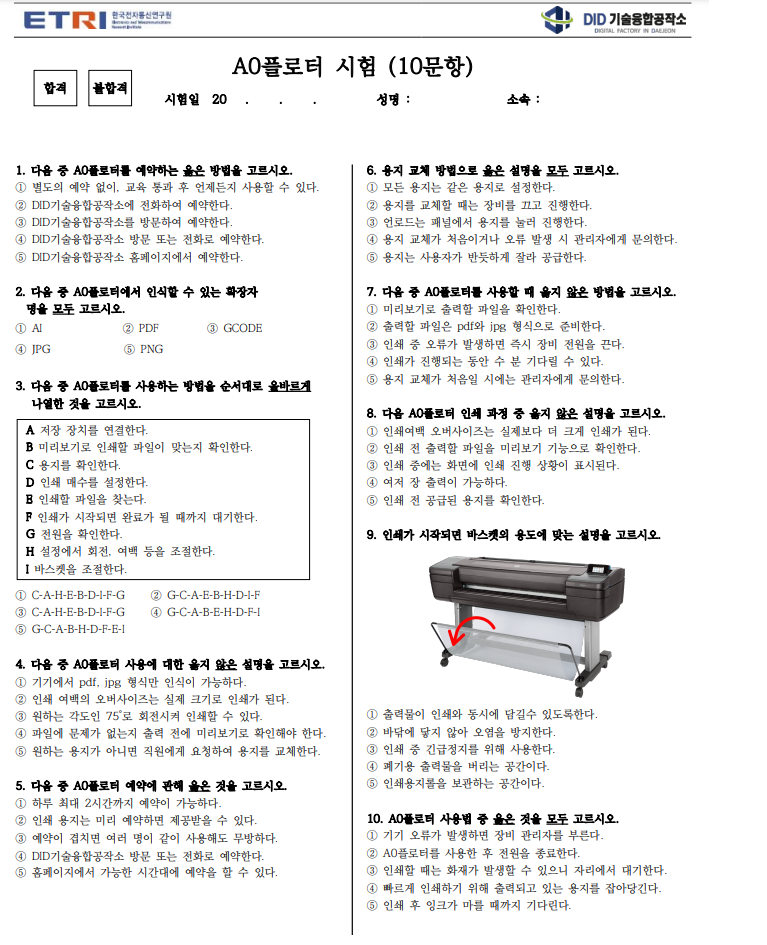 ETRI 한국전자통신연구원
Electronics and Telecommunications
Research Institute
DID 기술융합공작소
DIGITAL FACTORY IN DAEJEON
A0플로터 시험 (10문항)
합격 불합격
시험일 20 . . . 성명 : 소속 :
1. 다음 중 A0플로터를 예약하는 옳은 방법을 고르시오.
① 별도의 예약 없이, 교육 통과 후 언제든지 사용할 수 있다.
② DID기술융합공작소에 전화하여 예약한다.
③ DID기술융합공작소를 방문하여 예약한다.
④ DID기술융합공작소 방문 또는 전화로 예약한다.
⑤ DID기술융합공작소 홈페이지에서 예약한다.
2. 다음 중 A0플로터에서 인식할 수 있는 확장자
명을 모두 고르시오.
① AI ② PDF ③ GCODE
④ JPG ⑤ PNG
3. 다음 중 A0플로터를 사용하는 방법을 순서대로 올바르게
나열한 것을 고르시오.
A 저장 장치를 연결한다.
B 미리보기로 인쇄할 파일이 맞는지 확인한다.
C 용지를 확인한다.
D 인쇄 매수를 설정한다.
E 인쇄할 파일을 찾는다.
F 인쇄가 시작되면 완료가 될 때까지 대기한다.
G 전원을 확인한다.
H 설정에서 회전, 여백 등을 조절한다.
I 바스켓을 조절한다.
① C-A-H-E-B-D-I-F-G ② G-C-A-E-B-H-D-I-F
③ C-A-H-E-B-D-I-F-G ④ G-C-A-B-E-H-D-F-I
⑤ G-C-A-B-H-D-F-E-I
4. 다음 중 A0플로터 사용에 대한 옳지 않은 설명을 고르시오.
① 기기에서 pdf, jpg 형식만 인식이 가능하다.
② 인쇄 여백의 오버사이즈는 실제 크기로 인쇄가 된다.
③ 원하는 각도인 75˚로 회전시켜 인쇄할 수 있다.
④ 파일에 문제가 없는지 출력 전에 미리보기로 확인해야 한다.
⑤ 원하는 용지가 아니면 직원에게 요청하여 용지를 교체한다.
5. 다음 중 A0플로터 예약에 관해 옳은 것을 고르시오.
① 하루 최대 2시간까지 예약이 가능하다.
② 인쇄 용지는 미리 예약하면 제공받을 수 있다.
③ 예약이 겹치면 여러 명이 같이 사용해도 무방하다.
④ DID기술융합공작소 방문 또는 전화로 예약한다.
⑤ 홈페이지에서 가능한 시간대에 예약을 할 수 있다.
6. 용지 교체 방법으로 옳은 설명을 모두 고르시오.
① 모든 용지는 같은 용지로 설정한다.
② 용지를 교체할 때는 장비를 끄고 진행한다.
③ 언로드는 패널에서 용지를 눌러 진행한다.
④ 용지 교체가 처음이거나 오류 발생 시 관리자에게 문의한다.
⑤ 용지는 사용자가 반듯하게 잘라 공급한다.
7. 다음 중 A0플로터를 사용할 때 옳지 않은 방법을 고르시오.
① 미리보기로 출력할 파일을 확인한다.
② 출력할 파일은 pdf와 jpg 형식으로 준비한다.
③ 인쇄 중 오류가 발생하면 즉시 장비 전원을 끈다.
④ 인쇄가 진행되는 동안 수 분 기다릴 수 있다.
⑤ 용지 교체가 처음일 시에는 관리자에게 문의한다.
8. 다음 A0플로터 인쇄 과정 중 옳지 않은 설명을 고르시오.
① 인쇄여백 오버사이즈는 실제보다 더 크게 인쇄가 된다.
② 인쇄 전 출력할 파일을 미리보기 기능으로 확인한다.
③ 인쇄 중에는 화면에 인쇄 진행 상황이 표시된다.
④ 여저 장 출력이 가능하다.
⑤ 인쇄 전 공급된 용지를 확인한다.
9. 인쇄가 시작되면 바스켓의 용도에 맞는 설명을 고르시오.
① 출력물이 인쇄와 동시에 담길수 있도록한다.
② 바닦에 닿지 않아 오염을 방지한다.
③ 인쇄 중 긴급정지를 위해 사용한다.
④ 폐기용 출력물을 버리는 공간이다.
⑤ 인쇄용지롤을 보관하는 공간이다.
10. A0플로터 사용법 중 옳은 것을 모두 고르시오.
① 기기 오류가 발생하면 장비 관리자를 부른다.
② A0플로터를 사용한 후 전원을 종료한다.
③ 인쇄할 때는 화재가 발생할 수 있으니 자리에서 대기한다.
④ 빠르게 인쇄하기 위해 출력되고 있는 용지를 잡아당긴다.
⑤ 인쇄 후 잉크가 마를 때까지 기다린다.